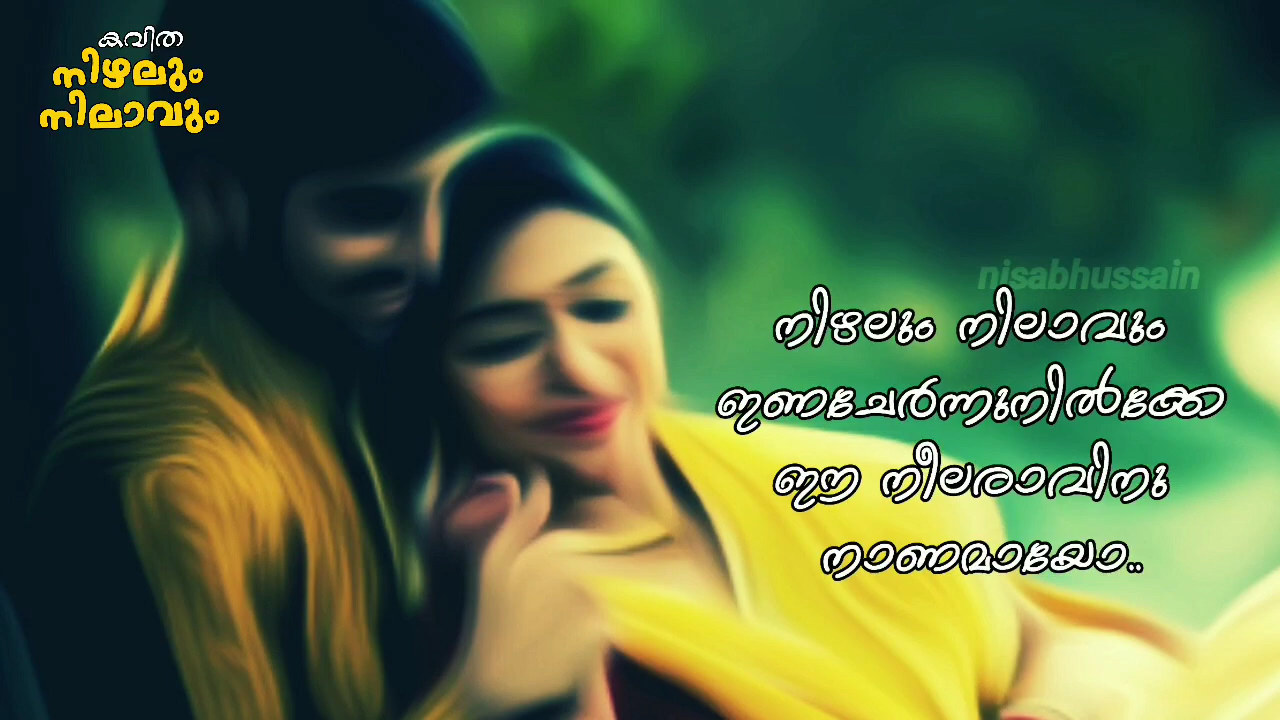 കവിത
നിഴലും
നിലാവും
nisabhussain
നിഴലും നിലാവും
ഇണചേർന്നുനിൽക്കേ
ഈ നീലരാവിനു
നാണമായോ..